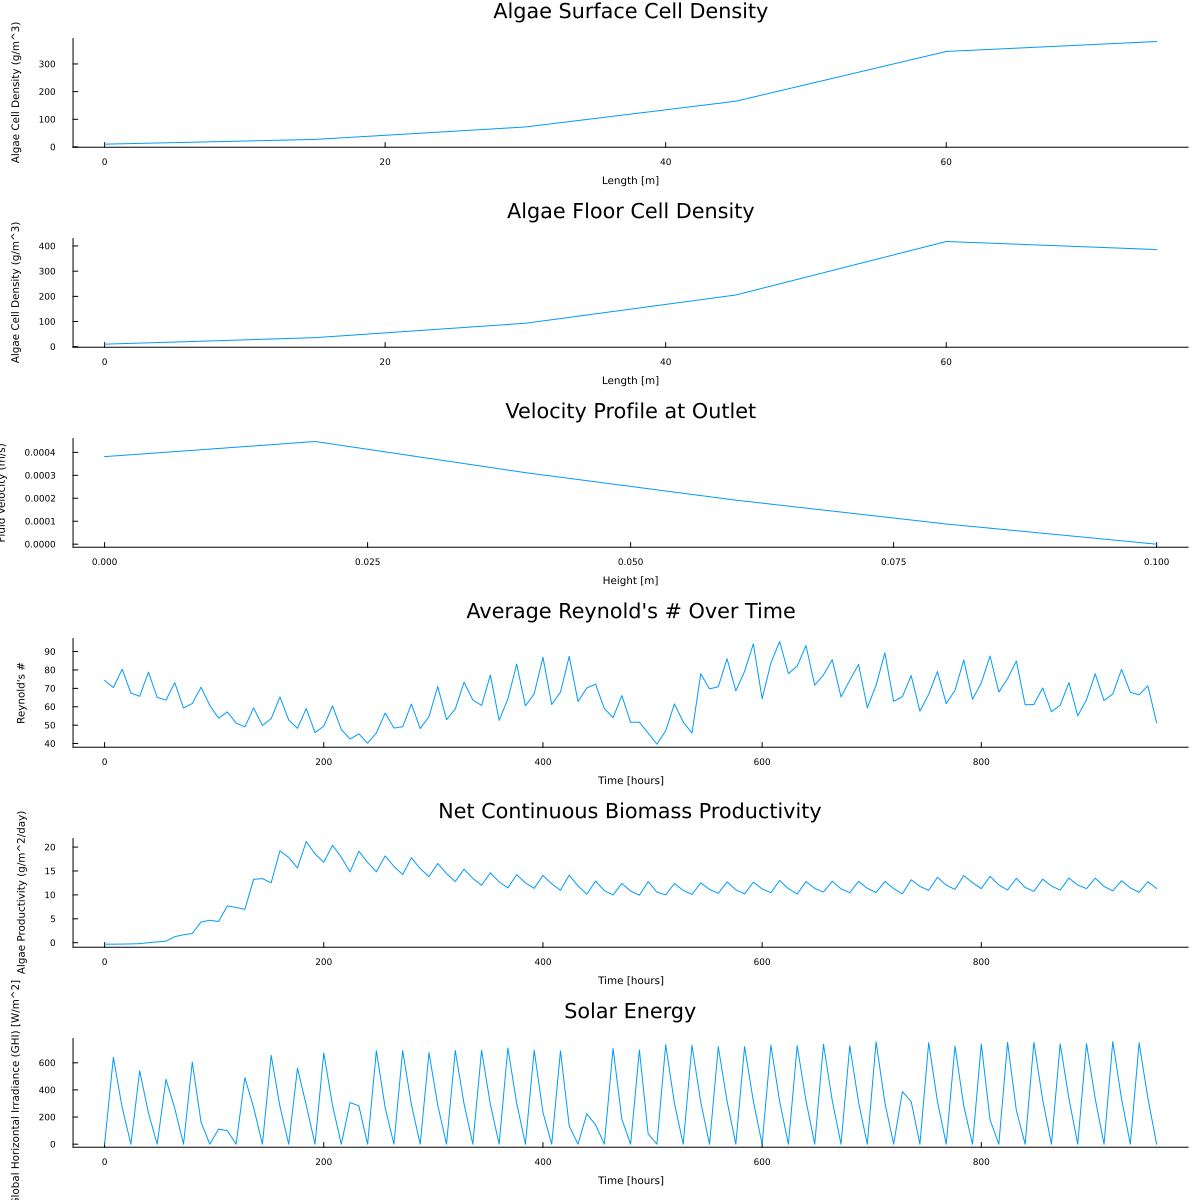 Algae Surface Cell Density
Algae Cell Density (g/m^3)
300
200
100
0
0 20 40 60
Length [m]
Algae Floor Cell Density
Algae Cell Density (g/m^3)
400
300
200
100
0
0 20 40 60
Length [m]
Velocity Profile at Outlet
Velocity (m/s)
0.0004
0.0003
0.0002
0.0001
0.0000
0.000 0.025 0.050 0.075 0.100
Height [m]
Average Reynold's # Over Time
Reynold's #
90
80
70
60
50
40
0 200 400 600 800
Time [hours]
Net Continuous Biomass Productivity
Algae Productivity (g/m^2/day)
20
15
10
5
0
0 200 400 600 800
Time [hours]
Solar Energy
Horizontal Irradiance (GHI) [W/m^2]
600
400
200
0
0 200 400 600 800
Time [hours]